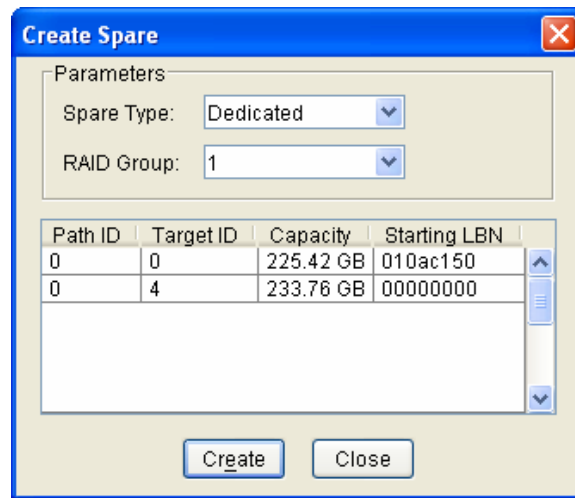 Create Spare
Parameters
Spare Type: Dedicated
RAID Group: 1
Path ID Target ID Capacity Starting LBN
0 0 225.42 GB 010ac150
0 4 233.76 GB 00000000
Create Close